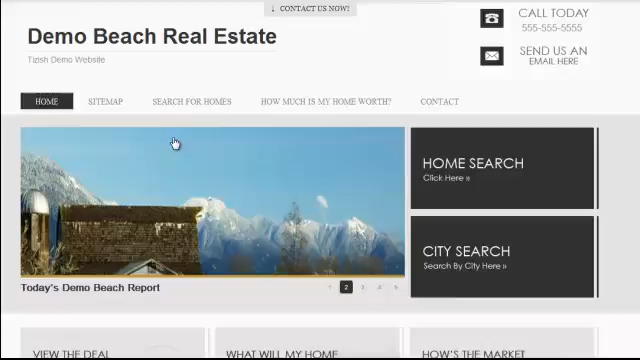 ↓ CONTACT US NOW!
Demo Beach Real Estate
Tizish Demo Website
CALL TODAY
555-555-5555
SEND US AN
EMAIL HERE
HOME
SITEMAP
SEARCH FOR HOMES
HOW MUCH IS MY HOME WORTH?
CONTACT
HOME SEARCH
Click Here »
CITY SEARCH
Search By City Here »
Today's Demo Beach Report
1 2 3 4 5
VIEW THE DEAL
WHAT WILL MY HOME
HOW'S THE MARKET